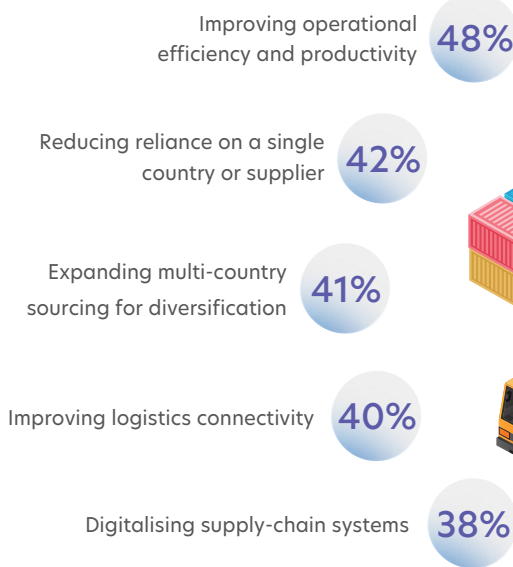 Improving operational
efficiency and productivity
48%
Reducing reliance on a single
country or supplier
42%
Expanding multi-country
sourcing for diversification
41%
Improving logistics connectivity
40%
Digitalising supply-chain systems
38%